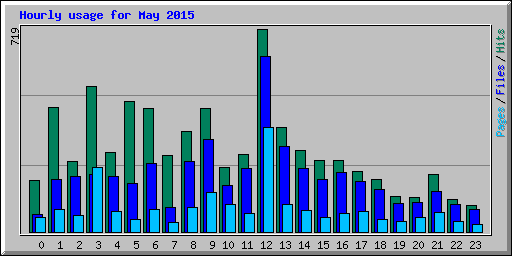 Hourly usage for May 2015
719
Pages / Files / Hits
0 1 2 3 4 5 6 7 8 9 10 11 12 13 14 15 16 17 18 19 20 21 22 23